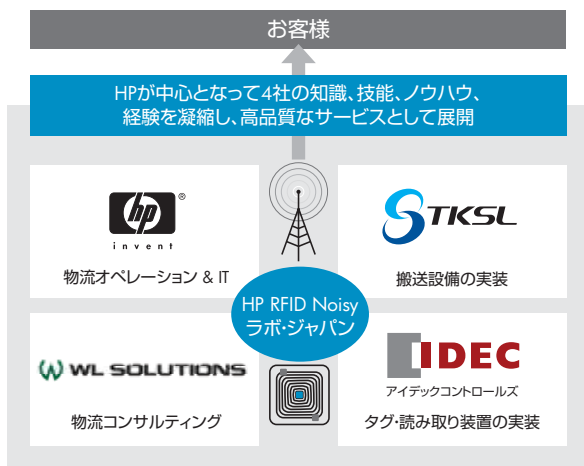 お客様
HPが中心となって4社の知識、技能、ノウハウ、
経験を凝縮し、高品質なサービスとして展開
hp
®
invent
物流オペレーション & IT
STKSL
搬送設備の実装
HP RFID Noisy
ラボ・ジャパン
WL SOLUTIONS
物流コンサルティング
IDEC
アイデックコントロールズ
タグ・読み取り装置の実装